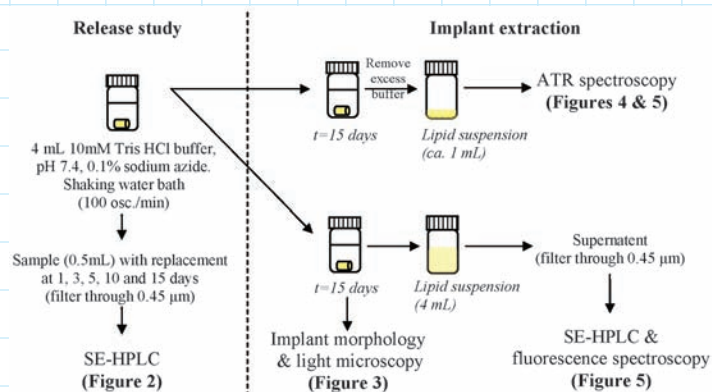 Release study
4 mL 10mM Tris HCl buffer,
pH 7.4, 0.1% sodium azide.
Shaking water bath
(100 osc./min)
Sample (0.5mL) with replacement
at 1, 3, 5, 10 and 15 days
(filter through 0.45 µm)
SE-HPLC
(Figure 2)
Implant extraction
Remove
excess
buffer
t=15 days
Lipid suspension
(ca. 1 mL)
ATR spectroscopy
(Figures 4 & 5)
t=15 days
Lipid suspension
(4 mL)
Supernatent
(filter through 0.45 µm)
Implant morphology
& light microscopy
(Figure 3)
SE-HPLC &
fluorescence spectroscopy
(Figure 5)